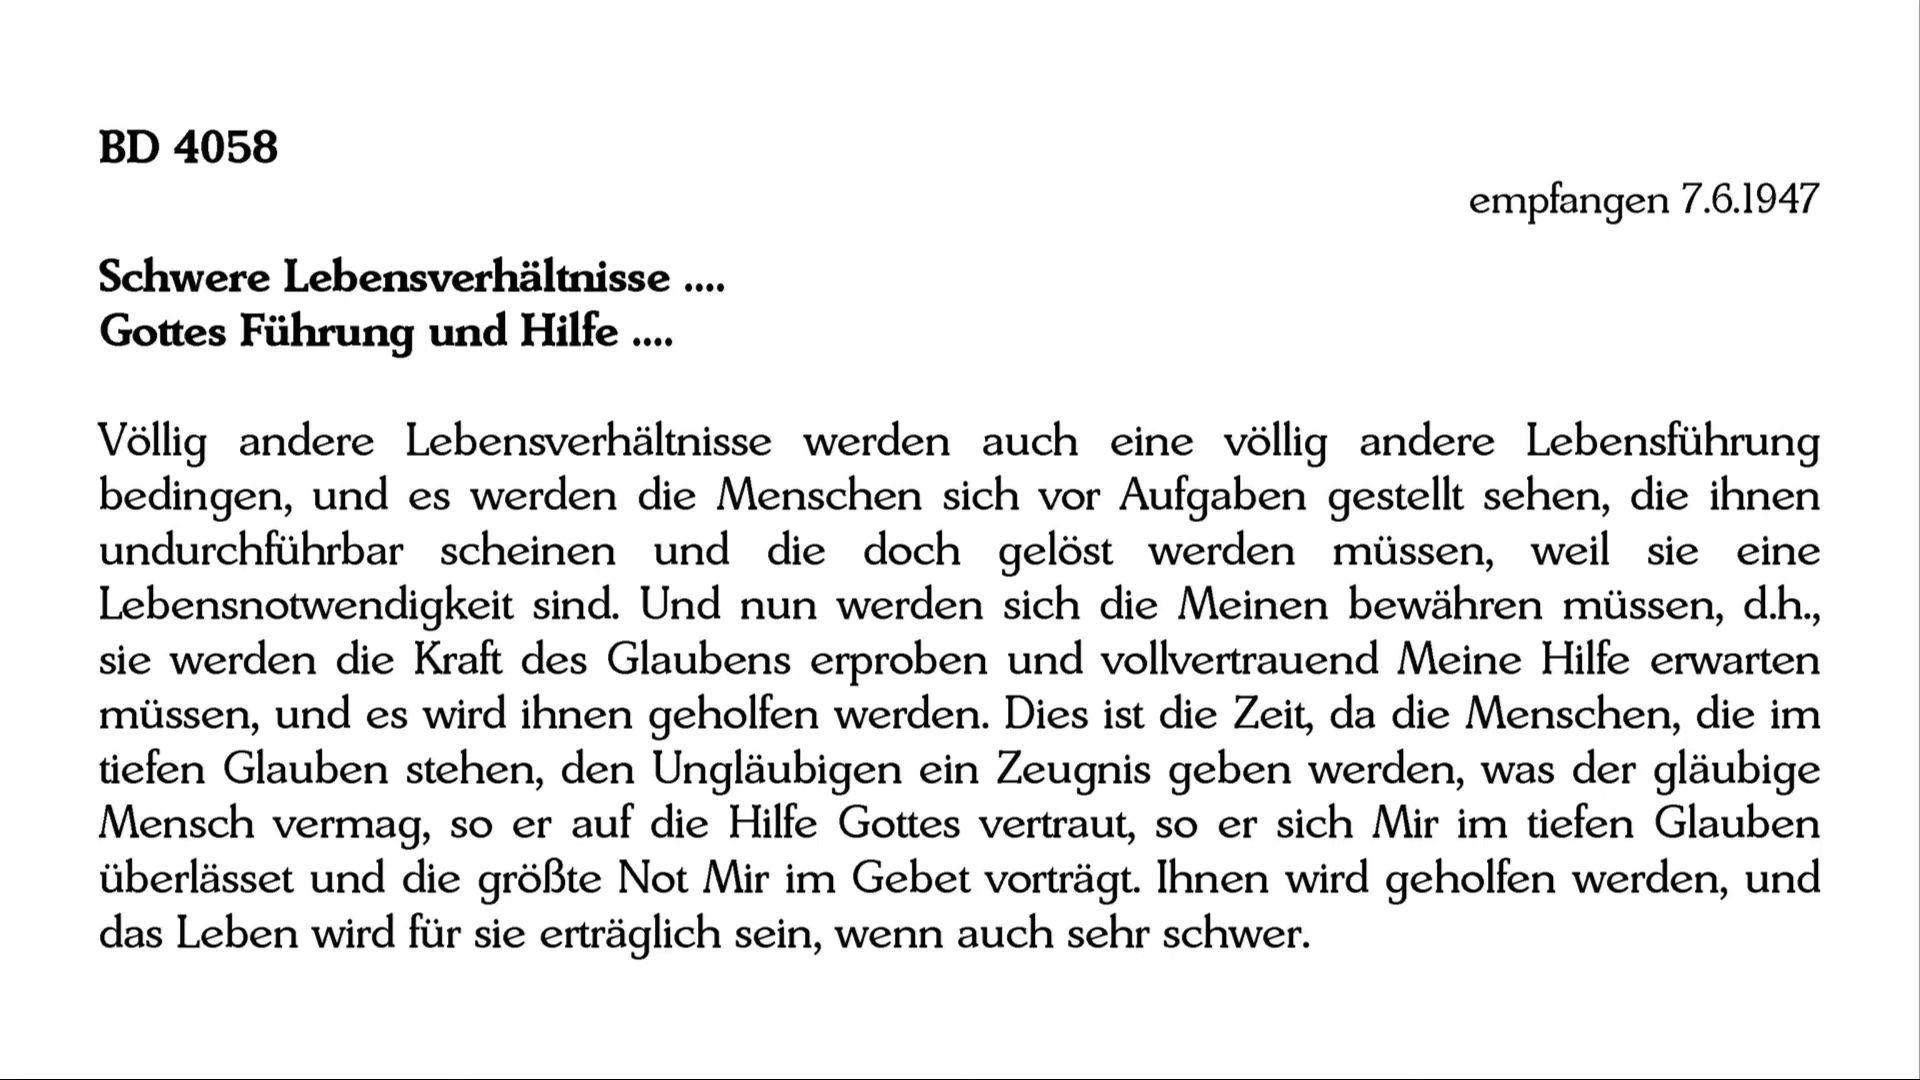 BD 4058
empfangen 7.6.1947
Schwere Lebensverhältnisse ....
Gottes Führung und Hilfe ....
Völlig andere Lebensverhältnisse werden auch eine völlig andere Lebensführung
bedingen, und es werden die Menschen sich vor Aufgaben gestellt sehen, die ihnen
undurchführbar scheinen und die doch gelöst werden müssen, weil sie eine
Lebensnotwendigkeit sind. Und nun werden sich die Meinen bewähren müssen, d.h.,
sie werden die Kraft des Glaubens erproben und vollvertrauend Meine Hilfe erwarten
müssen, und es wird ihnen geholfen werden. Dies ist die Zeit, da die Menschen, die im
tiefen Glauben stehen, den Ungläubigen ein Zeugnis geben werden, was der gläubige
Mensch vermag, so er auf die Hilfe Gottes vertraut, so er sich Mir im tiefen Glauben
überlässet und die größte Not Mir im Gebet vorträgt. Ihnen wird geholfen werden, und
das Leben wird für sie erträglich sein, wenn auch sehr schwer.